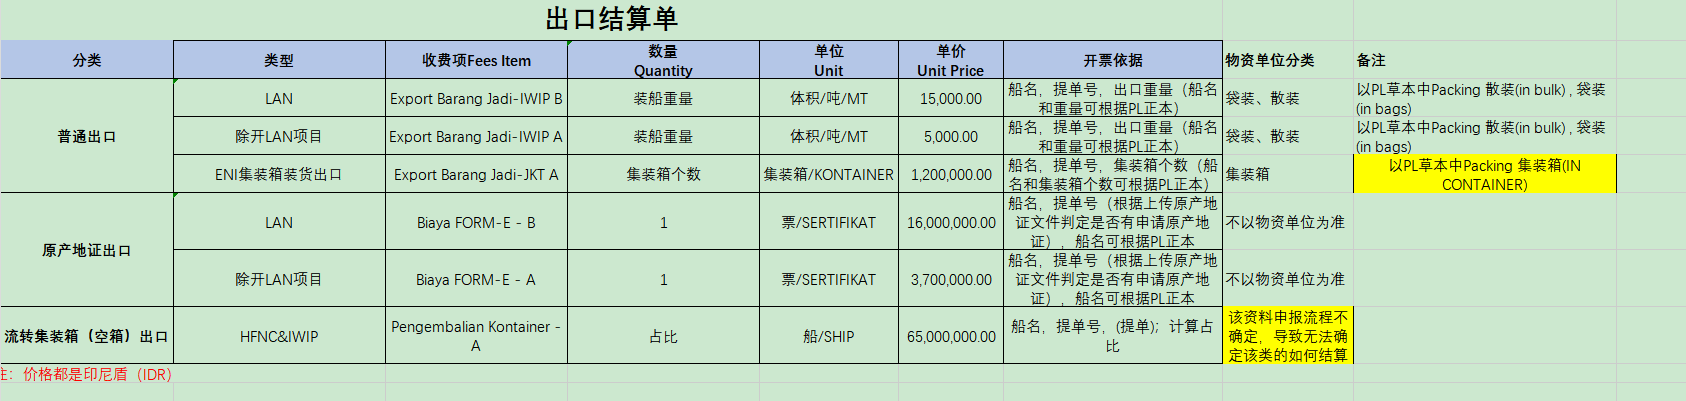 出口结算单
分类
类型
收费项Fees Item
数量
Quantity
单位
Unit
单价
Unit Price
开票依据
物资单位分类
备注
普通出口
LAN
Export Barang Jadi-IWIP B
装船重量
体积/吨/MT
15,000.00
船名，提单号，出口重量（船名
和重量可根据PL正本）
袋装、散装
以PL草本中Packing 散装(in bulk) , 袋装
(in bags)
除开LAN项目
Export Barang Jadi-IWIP A
装船重量
体积/吨/MT
5,000.00
船名，提单号，出口重量（船名
和重量可根据PL正本）
袋装、散装
以PL草本中Packing 散装(in bulk) , 袋装
(in bags)
ENI集装箱装货出口
Export Barang Jadi-JKT A
集装箱个数
集装箱/KONTAINER
1,200,000.00
船名，提单号，集装箱个数（船
名和集装箱个数可根据PL正本）
集装箱
以PL草本中Packing 集装箱(IN
CONTAINER)
原产地证出口
LAN
Biaya FORM-E - B
1
票/SERTIFIKAT
16,000,000.00
船名，提单号（根据上传原产地
证文件判定是否有申请原产地
证），船名可根据PL正本
不以物资单位为准
除开LAN项目
Biaya FORM-E - A
1
票/SERTIFIKAT
3,700,000.00
船名，提单号（根据上传原产地
证文件判定是否有申请原产地
证），船名可根据PL正本
不以物资单位为准
流转集装箱（空箱）出口
HFNC&IWIP
Pengembalian Kontainer -
A
占比
船/SHIP
65,000,000.00
船名，提单号，(提单)；计算占
比
该资料申报流程不
确定，导致无法确
定该类的如何结算
注：价格都是印尼盾（IDR）